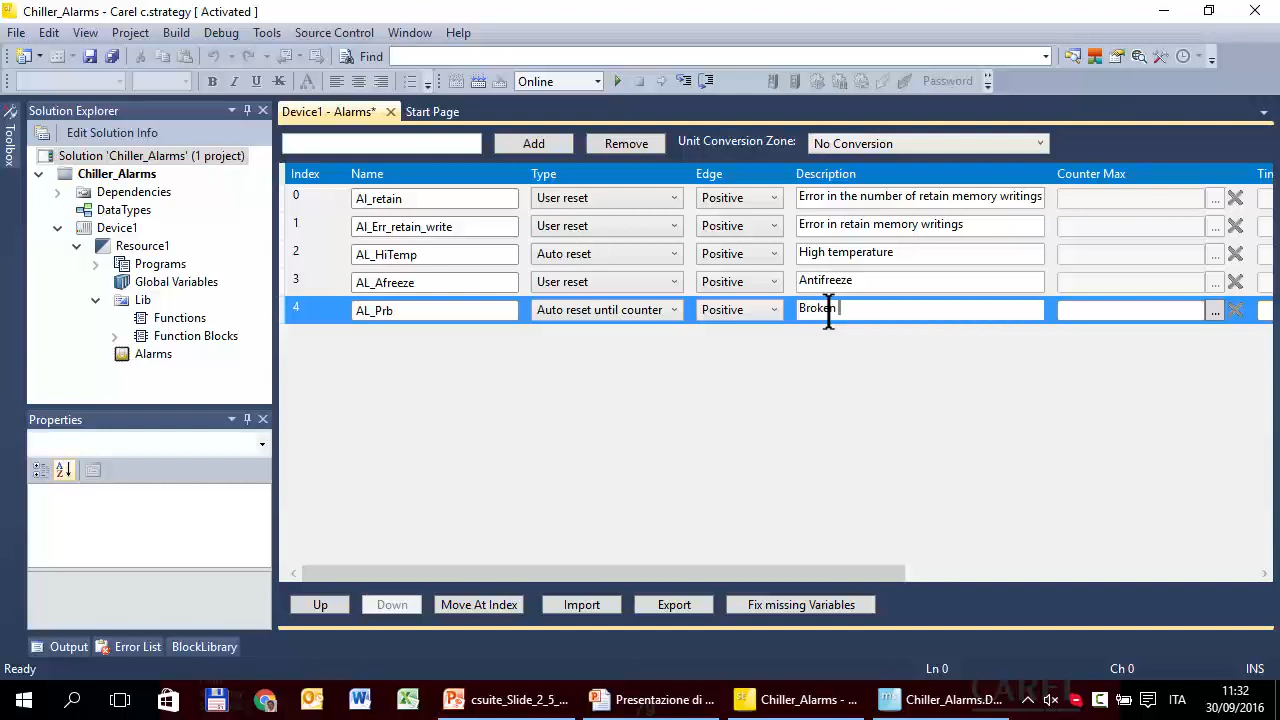 Chiller_Alarms - Carel c.strategy [ Activated ]
File Edit View Project Build Debug Tools Source Control Window Help
Find
B I U K Online Password
Toolbox
Solution Explorer
Edit Solution Info
Solution 'Chiller_Alarms' (1 project)
Chiller_Alarms
Dependencies
DataTypes
Device1
Resource1
Programs
Global Variables
Lib
Functions
Function Blocks
Alarms
Properties
Device1 - Alarms* Start Page
Add Remove Unit Conversion Zone: No Conversion
Index Name Type Edge Description Counter Max
0 Al_retain User reset Positive Error in the number of retain memory writings ...
1 Al_Err_retain_write User reset Positive Error in retain memory writings ...
2 AL_HiTemp Auto reset Positive High temperature ...
3 AL_Afreeze User reset Positive Antifreeze ...
4 AL_Prb Auto reset until counter Positive Broken ...
Up Down Move At Index Import Export Fix missing Variables
Output Error List BlockLibrary
Ready Ln 0 Ch 0 INS
csuite_Slide_2_5... Presentazione di ... Chiller_Alarms - ... Chiller_Alarms.D... ITA 11:32
30/09/2016